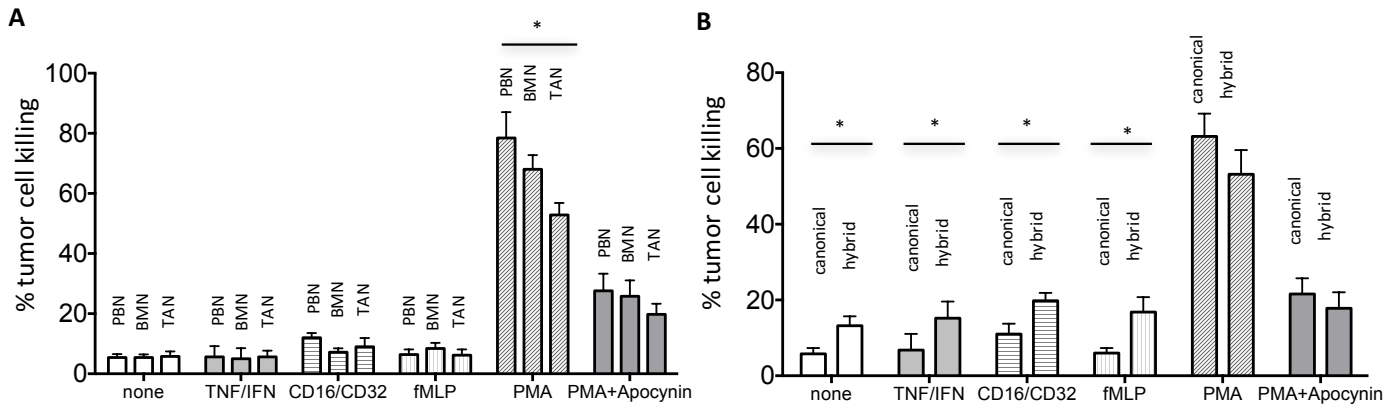 A
% tumor cell killing
100
80
60
40
20
0
PBN
BMN
TAN
PBN
BMN
TAN
PBN
BMN
TAN
PBN
BMN
TAN
*
PBN
BMN
TAN
PBN
BMN
TAN
none
TNF/IFN
CD16/CD32
fMLP
PMA
PMA+Apocynin
B
% tumor cell killing
80
60
40
20
0
*
canonical
hybrid
*
canonical
hybrid
*
canonical
hybrid
*
canonical
hybrid
canonical
hybrid
canonical
hybrid
none
TNF/IFN
CD16/CD32
fMLP
PMA
PMA+Apocynin